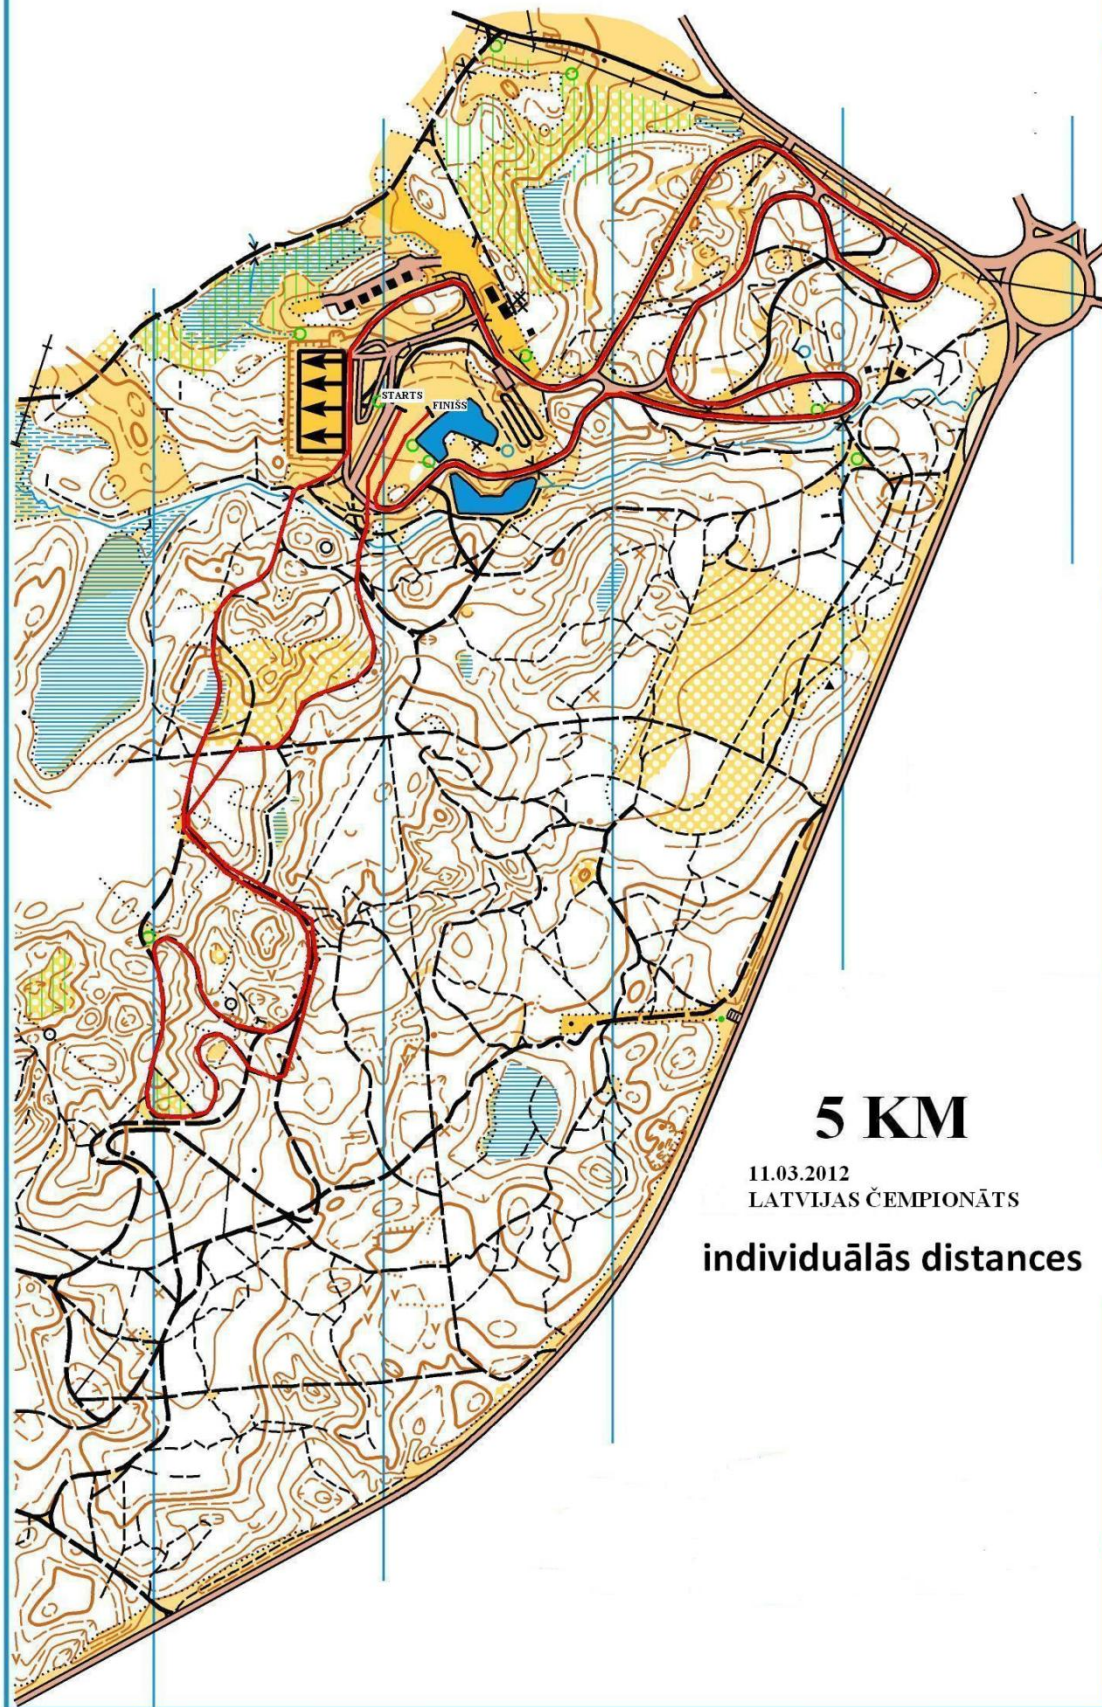 STARTS
FINIŠS
5 KM
11.03.2012
LATVIJAS ČEMPIONĀTS
individuālās distances